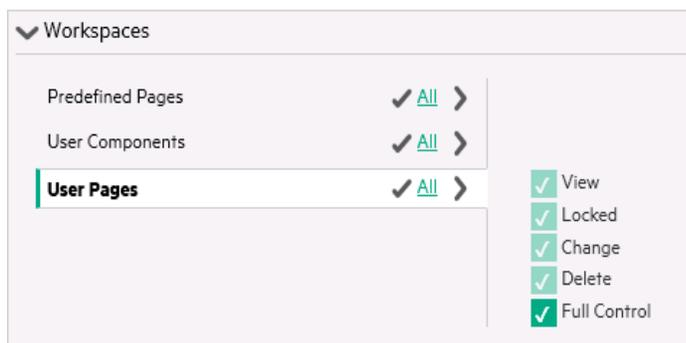 Workspaces
Predefined Pages All
User Components All
User Pages All
View
Locked
Change
Delete
Full Control